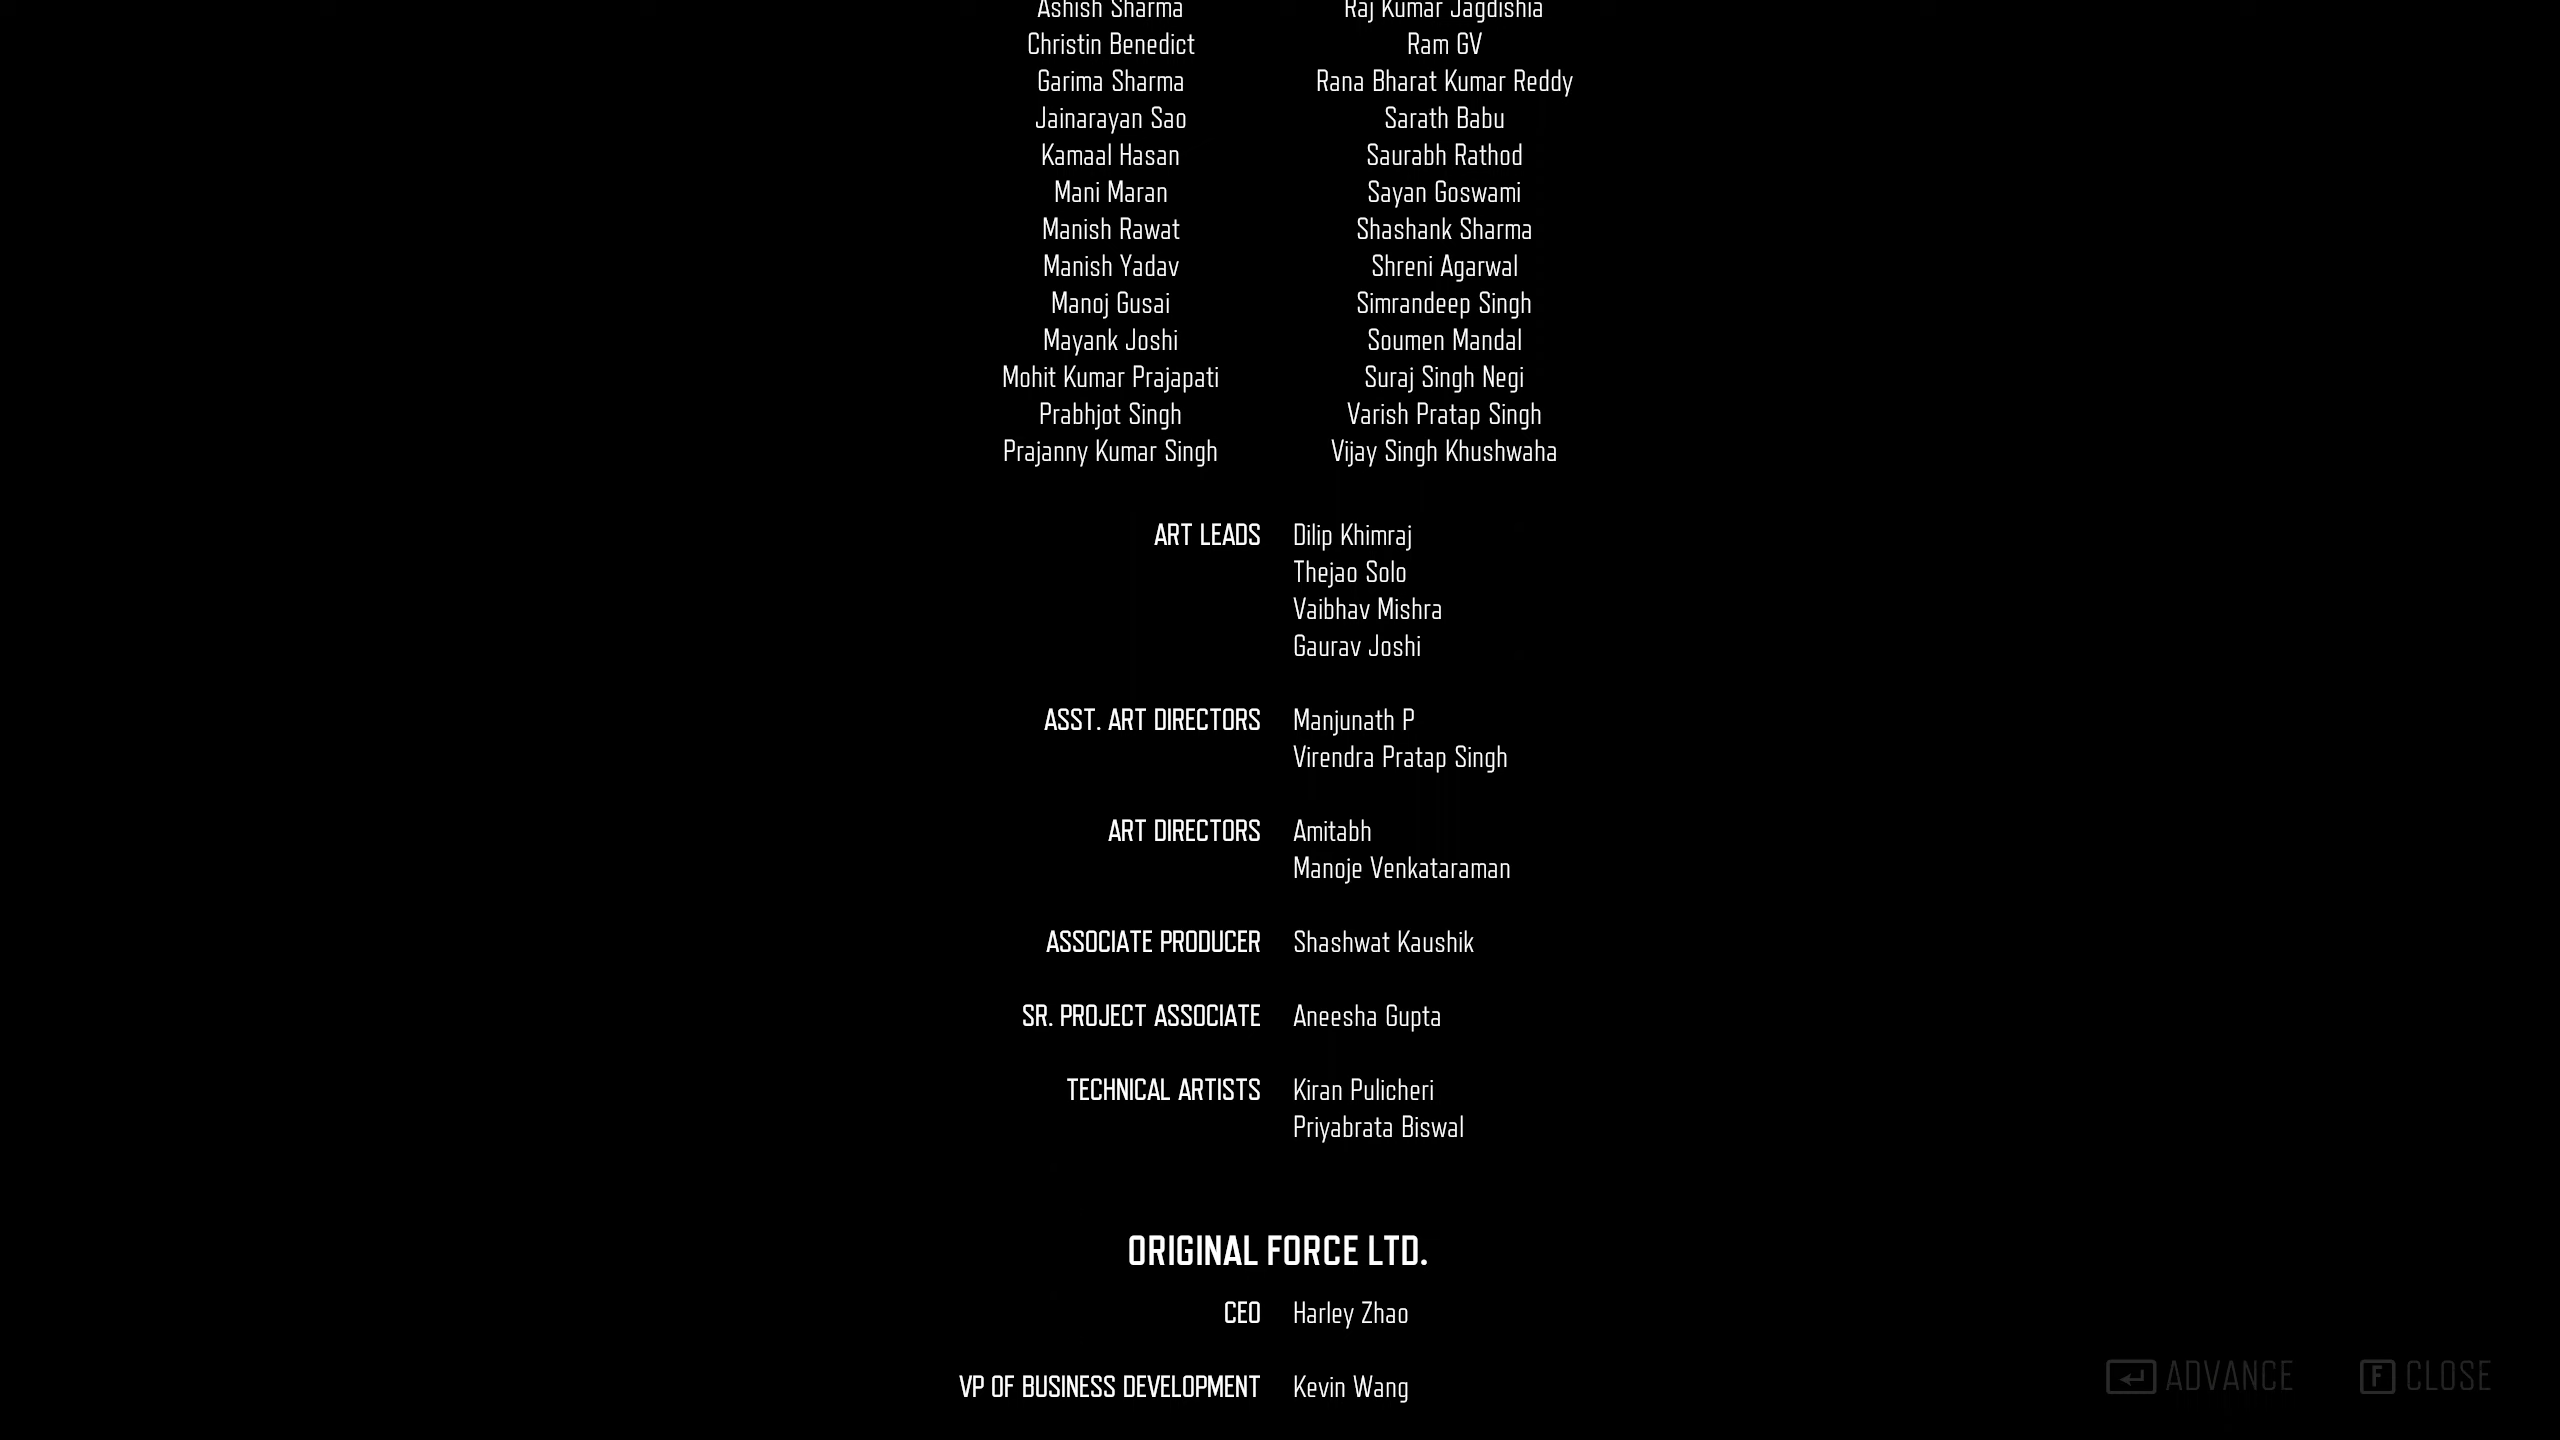 Ashish Sharma Raj Kumar Jagdishia
Christin Benedict Ram GV
Garima Sharma Rana Bharat Kumar Reddy
Jainarayan Sao Sarath Babu
Kamaal Hasan Saurabh Rathod
Mani Maran Sayan Goswami
Manish Rawat Shashank Sharma
Manish Yadav Shreni Agarwal
Manoj Gusai Simrandeep Singh
Mayank Joshi Soumen Mandal
Mohit Kumar Prajapati Suraj Singh Negi
Prabhjot Singh Varish Pratap Singh
Prajanny Kumar Singh Vijay Singh Khushwaha
ART LEADS Dilip Khimraj
Thejao Solo
Vaibhav Mishra
Gaurav Joshi
ASST. ART DIRECTORS Manjunath P
Virendra Pratap Singh
ART DIRECTORS Amitabh
Manoje Venkataraman
ASSOCIATE PRODUCER Shashwat Kaushik
SR. PROJECT ASSOCIATE Aneesha Gupta
TECHNICAL ARTISTS Kiran Pulicheri
Priyabrata Biswal
ORIGINAL FORCE LTD.
CEO Harley Zhao
VP OF BUSINESS DEVELOPMENT Kevin Wang
ADVANCE F CLOSE